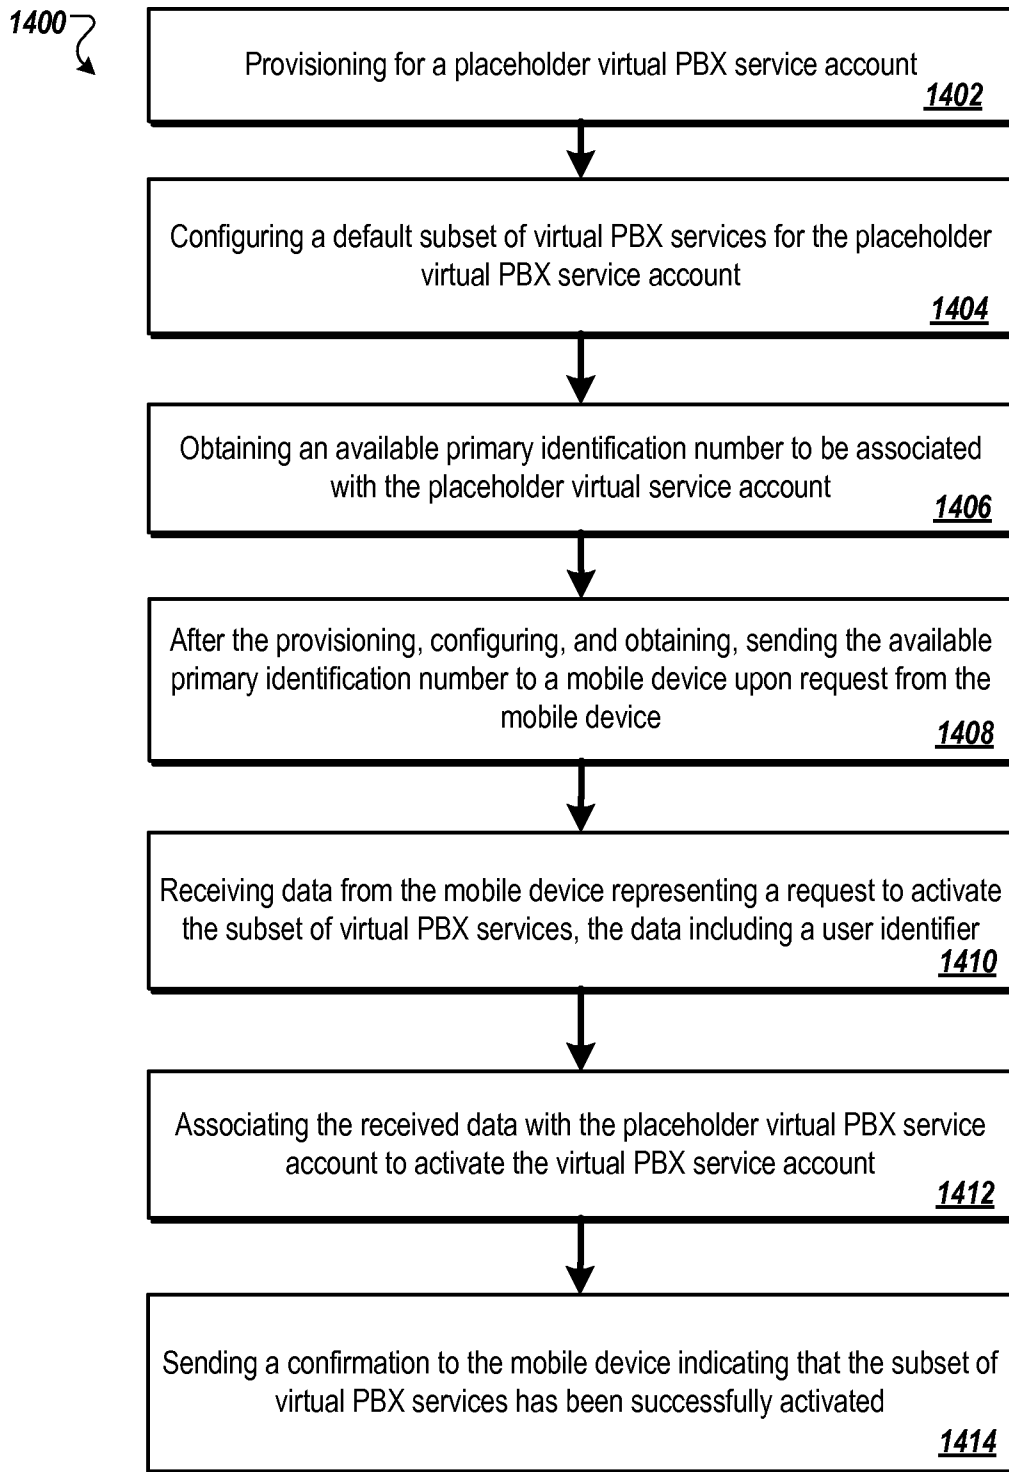 1400
Provisioning for a placeholder virtual PBX service account
1402
Configuring a default subset of virtual PBX services for the placeholder
virtual PBX service account
1404
Obtaining an available primary identification number to be associated
with the placeholder virtual service account
1406
After the provisioning, configuring, and obtaining, sending the available
primary identification number to a mobile device upon request from the
mobile device
1408
Receiving data from the mobile device representing a request to activate
the subset of virtual PBX services, the data including a user identifier
1410
Associating the received data with the placeholder virtual PBX service
account to activate the virtual PBX service account
1412
Sending a confirmation to the mobile device indicating that the subset of
virtual PBX services has been successfully activated
1414